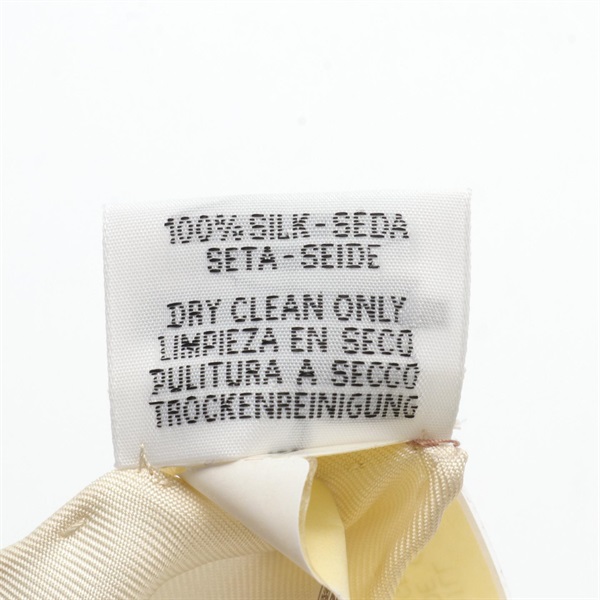 100% SILK-SEDA
SETA-SEIDE
DRY CLEAN ONLY
LIMPIEZA EN SECO
PULITURA A SECCO
TROCKENREINIGUNG